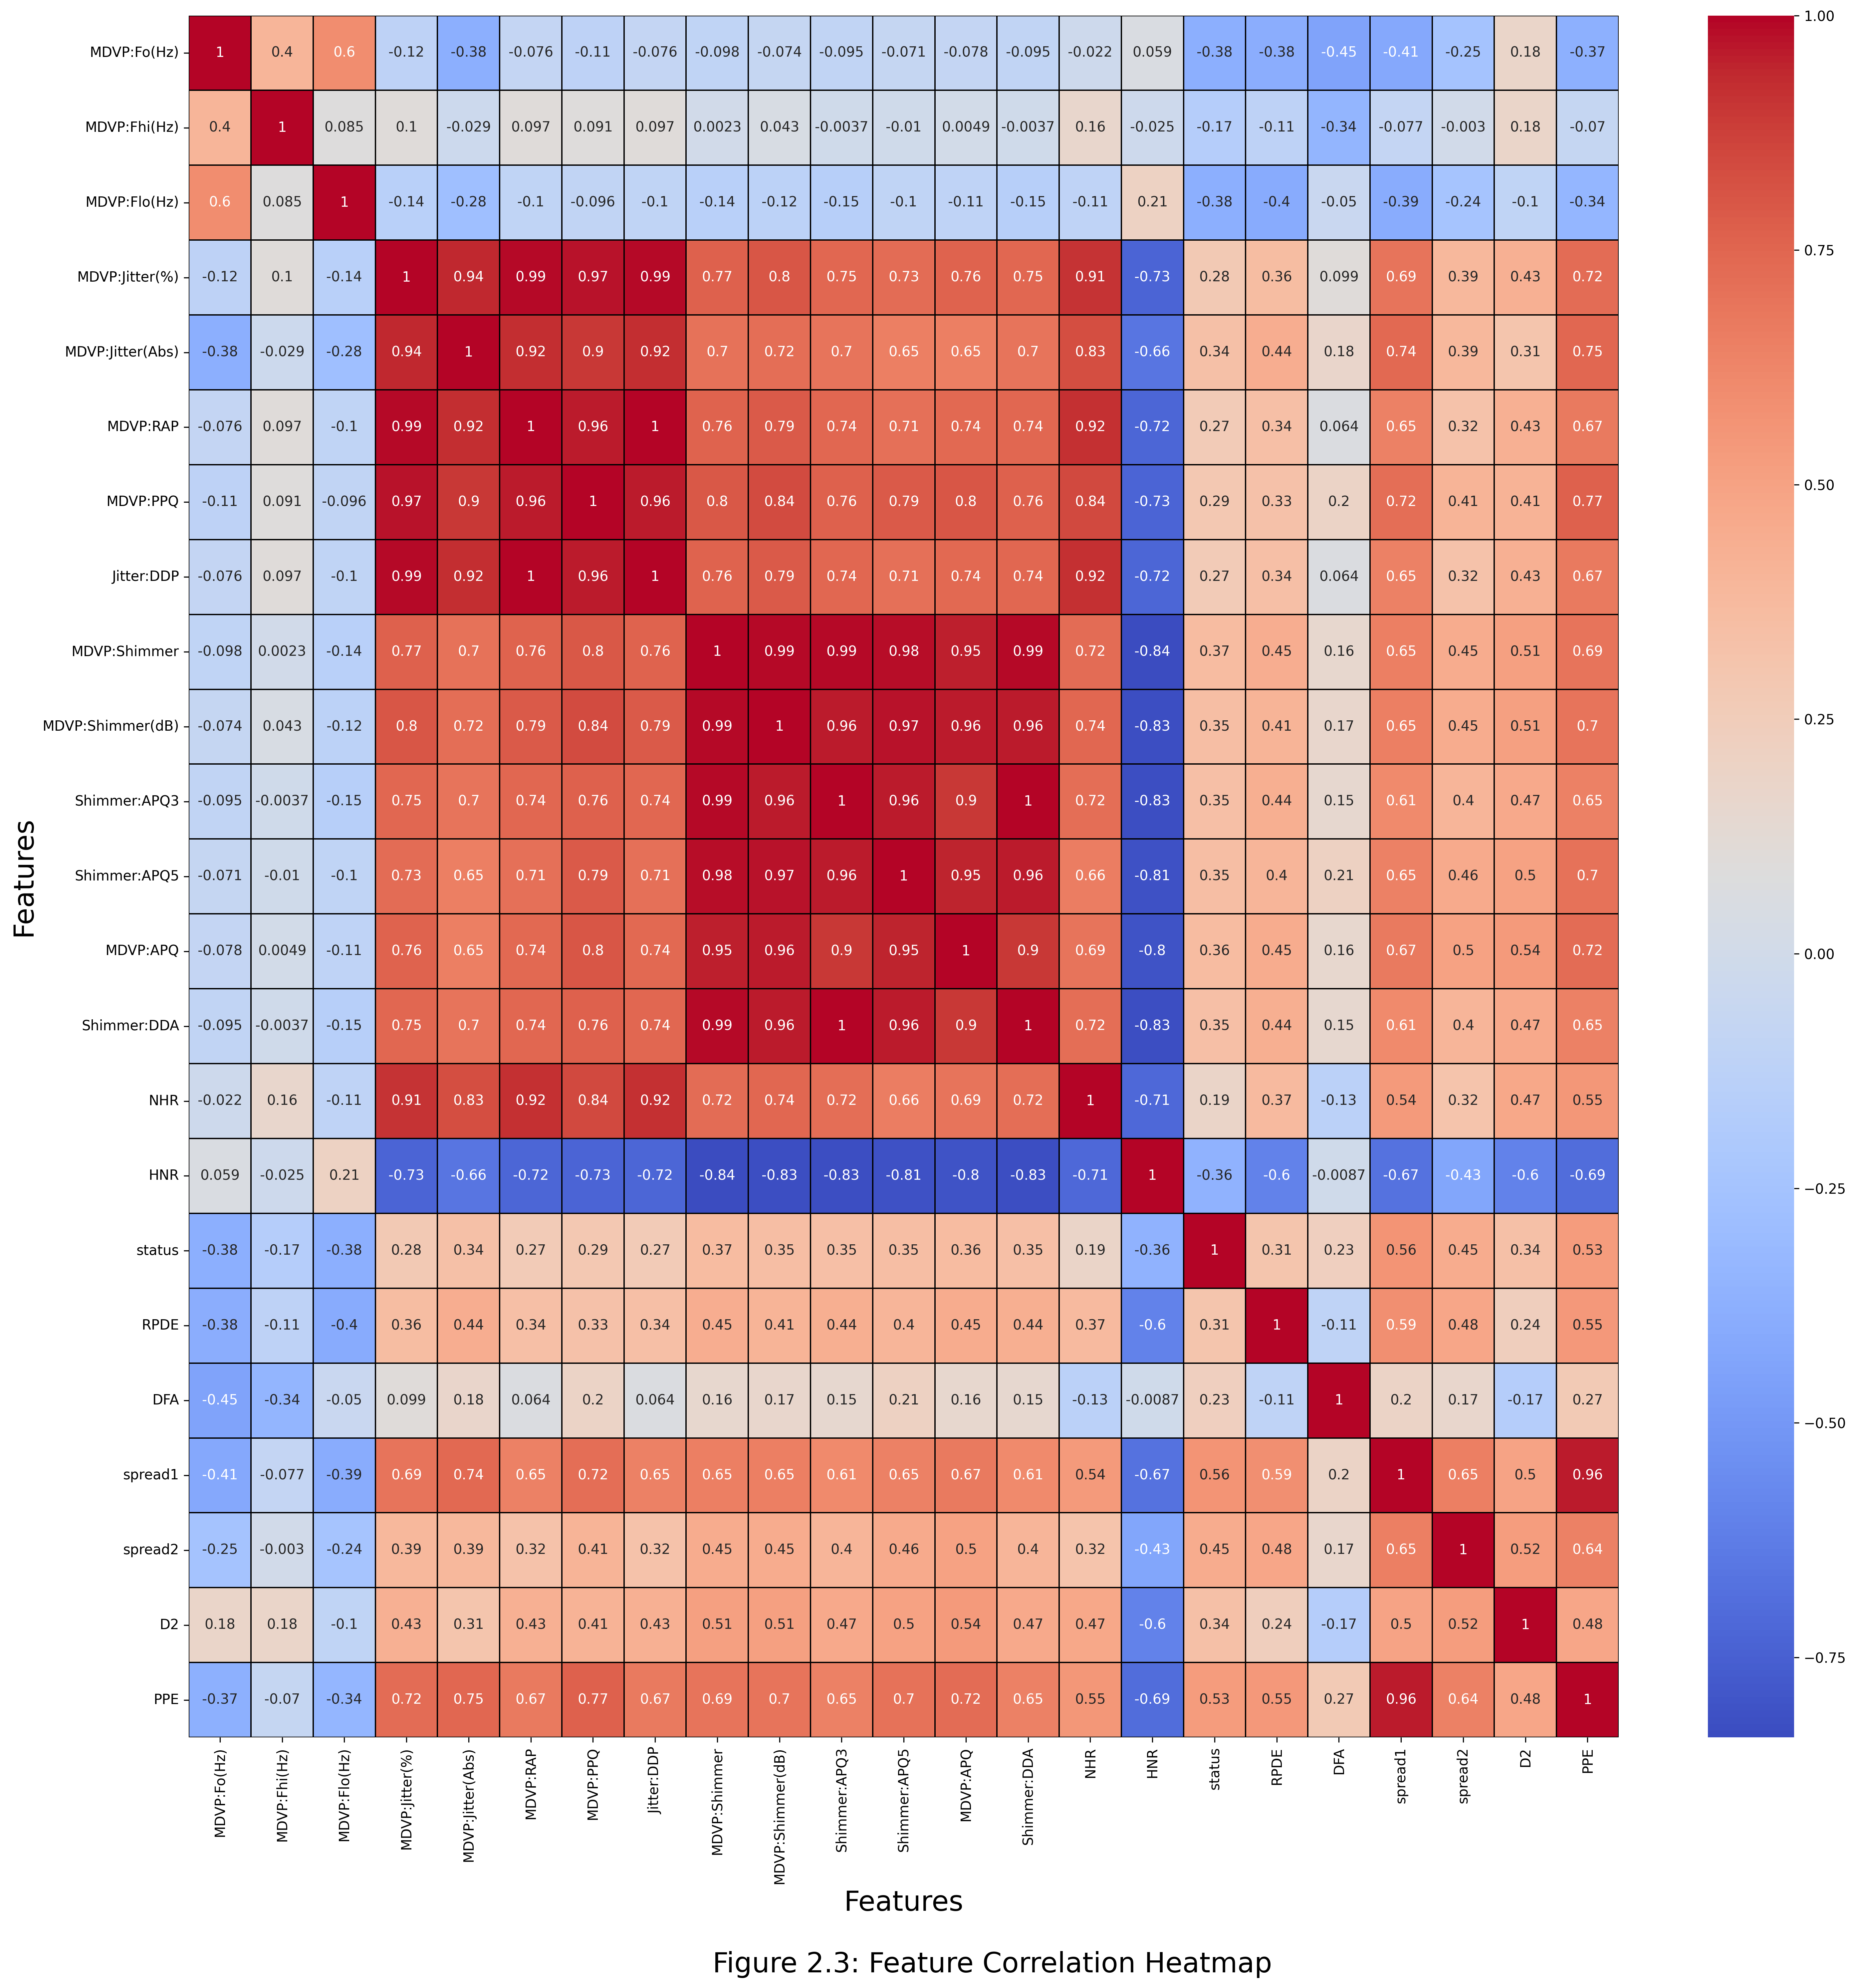 MDVP:Fo(Hz) 1 0.4 0.6 -0.12 -0.38 -0.076 -0.11 -0.076 -0.098 -0.074 -0.095 -0.071 -0.078 -0.095 -0.022 0.059 -0.38 -0.38 -0.45 -0.41 -0.25 0.18 -0.37
MDVP:Fhi(Hz) 0.4 1 0.085 0.1 -0.029 0.097 0.091 0.097 0.0023 0.043 -0.0037 -0.01 0.0049 -0.0037 0.16 -0.025 -0.17 -0.11 -0.34 -0.077 -0.003 0.18 -0.07
MDVP:Flo(Hz) 0.6 0.085 1 -0.14 -0.28 -0.1 -0.096 -0.1 -0.14 -0.12 -0.15 -0.1 -0.11 -0.15 -0.11 0.21 -0.38 -0.4 -0.05 -0.39 -0.24 -0.1 -0.34
MDVP:Jitter(%) -0.12 0.1 -0.14 1 0.94 0.99 0.97 0.99 0.77 0.8 0.75 0.73 0.76 0.75 0.91 -0.73 0.28 0.36 0.099 0.69 0.39 0.43 0.72
MDVP:Jitter(Abs) -0.38 -0.029 -0.28 0.94 1 0.92 0.9 0.92 0.7 0.72 0.7 0.65 0.65 0.7 0.83 -0.66 0.34 0.44 0.18 0.74 0.39 0.31 0.75
MDVP:RAP -0.076 0.097 -0.1 0.99 0.92 1 0.96 1 0.76 0.79 0.74 0.71 0.74 0.74 0.92 -0.72 0.27 0.34 0.064 0.65 0.32 0.43 0.67
MDVP:PPQ -0.11 0.091 -0.096 0.97 0.9 0.96 1 0.96 0.8 0.84 0.76 0.79 0.8 0.76 0.84 -0.73 0.29 0.33 0.2 0.72 0.41 0.41 0.77
Jitter:DDP -0.076 0.097 -0.1 0.99 0.92 1 0.96 1 0.76 0.79 0.74 0.71 0.74 0.74 0.92 -0.72 0.27 0.34 0.064 0.65 0.32 0.43 0.67
MDVP:Shimmer -0.098 0.0023 -0.14 0.77 0.7 0.76 0.8 0.76 1 0.99 0.99 0.98 0.95 0.99 0.72 -0.84 0.37 0.45 0.16 0.65 0.45 0.51 0.69
MDVP:Shimmer(dB) -0.074 0.043 -0.12 0.8 0.72 0.79 0.84 0.79 0.99 1 0.96 0.97 0.96 0.96 0.74 -0.83 0.35 0.41 0.17 0.65 0.45 0.51 0.7
Shimmer:APQ3 -0.095 -0.0037 -0.15 0.75 0.7 0.74 0.76 0.74 0.99 0.96 1 0.96 0.9 1 0.72 -0.83 0.35 0.44 0.15 0.61 0.4 0.47 0.65
Shimmer:APQ5 -0.071 -0.01 -0.1 0.73 0.65 0.71 0.79 0.71 0.98 0.97 0.96 1 0.95 0.96 0.66 -0.81 0.35 0.4 0.21 0.65 0.46 0.5 0.7
MDVP:APQ -0.078 0.0049 -0.11 0.76 0.65 0.74 0.8 0.74 0.95 0.96 0.9 0.95 1 0.9 0.69 -0.8 0.36 0.45 0.16 0.67 0.5 0.54 0.72
Shimmer:DDA -0.095 -0.0037 -0.15 0.75 0.7 0.74 0.76 0.74 0.99 0.96 1 0.96 0.9 1 0.72 -0.83 0.35 0.44 0.15 0.61 0.4 0.47 0.65
NHR -0.022 0.16 -0.11 0.91 0.83 0.92 0.84 0.92 0.72 0.74 0.72 0.66 0.69 0.72 1 -0.71 0.19 0.37 -0.13 0.54 0.32 0.47 0.55
HNR 0.059 -0.025 0.21 -0.73 -0.66 -0.72 -0.73 -0.72 -0.84 -0.83 -0.83 -0.81 -0.8 -0.83 -0.71 1 -0.36 -0.6 -0.0087 -0.67 -0.43 -0.6 -0.69
status -0.38 -0.17 -0.38 0.28 0.34 0.27 0.29 0.27 0.37 0.35 0.35 0.35 0.36 0.35 0.19 -0.36 1 0.31 0.23 0.56 0.45 0.34 0.53
RPDE -0.38 -0.11 -0.4 0.36 0.44 0.34 0.33 0.34 0.45 0.41 0.44 0.4 0.45 0.44 0.37 -0.6 0.31 1 -0.11 0.59 0.48 0.24 0.55
DFA -0.45 -0.34 -0.05 0.099 0.18 0.064 0.2 0.064 0.16 0.17 0.15 0.21 0.16 0.15 -0.13 -0.0087 0.23 -0.11 1 0.2 0.17 -0.17 0.27
spread1 -0.41 -0.077 -0.39 0.69 0.74 0.65 0.72 0.65 0.65 0.65 0.61 0.65 0.67 0.61 0.54 -0.67 0.56 0.59 0.2 1 0.65 0.5 0.96
spread2 -0.25 -0.003 -0.24 0.39 0.39 0.32 0.41 0.32 0.45 0.45 0.4 0.46 0.5 0.4 0.32 -0.43 0.45 0.48 0.17 0.65 1 0.52 0.64
D2 0.18 0.18 -0.1 0.43 0.31 0.43 0.41 0.43 0.51 0.51 0.47 0.5 0.54 0.47 0.47 -0.6 0.34 0.24 -0.17 0.5 0.52 1 0.48
PPE -0.37 -0.07 -0.34 0.72 0.75 0.67 0.77 0.67 0.69 0.7 0.65 0.7 0.72 0.65 0.55 -0.69 0.53 0.55 0.27 0.96 0.64 0.48 1
Features
MDVP:Fo(Hz)
MDVP:Fhi(Hz)
MDVP:Flo(Hz)
MDVP:Jitter(%)
MDVP:Jitter(Abs)
MDVP:RAP
MDVP:PPQ
Jitter:DDP
MDVP:Shimmer
MDVP:Shimmer(dB)
Shimmer:APQ3
Shimmer:APQ5
MDVP:APQ
Shimmer:DDA
NHR
HNR
status
RPDE
DFA
spread1
spread2
D2
PPE
Features
1.00
0.75
0.50
0.25
0.00
−0.25
−0.50
−0.75
Figure 2.3: Feature Correlation Heatmap